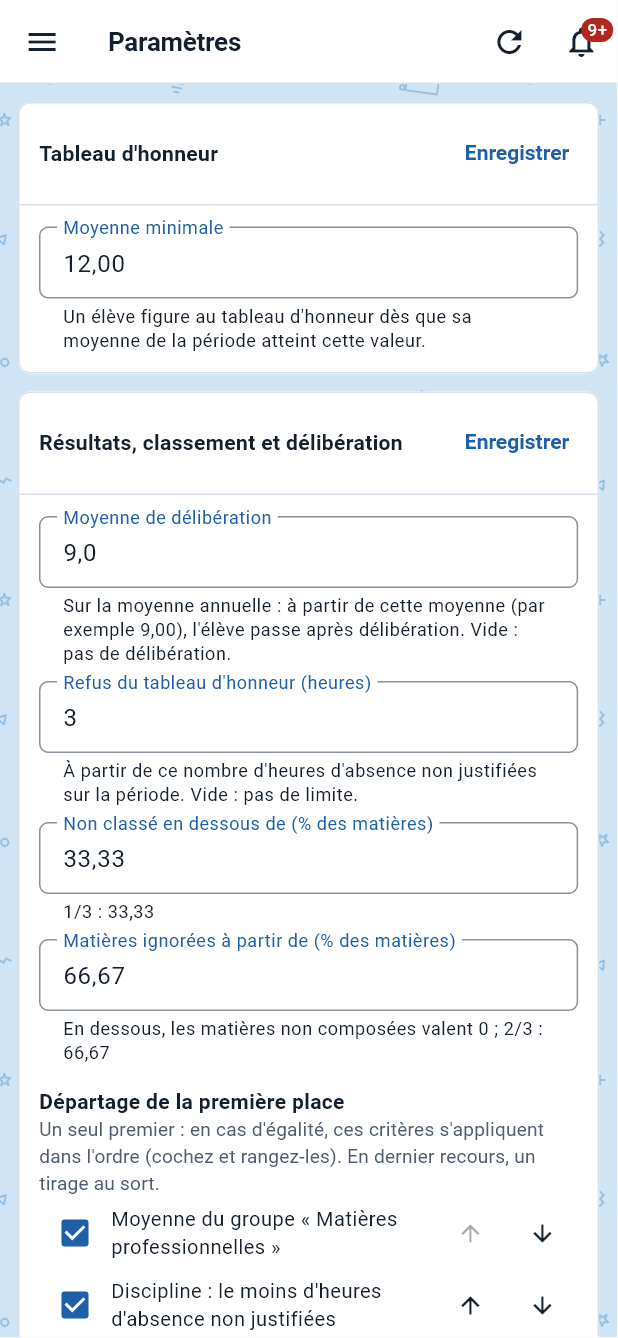 Paramètres
9+
Tableau d'honneur
Enregistrer
Moyenne minimale
12,00
Un élève figure au tableau d'honneur dès que sa
moyenne de la période atteint cette valeur.
Résultats, classement et délibération
Enregistrer
Moyenne de délibération
9,0
Sur la moyenne annuelle : à partir de cette moyenne (par
exemple 9,00), l'élève passe après délibération. Vide :
pas de délibération.
Refus du tableau d'honneur (heures)
3
À partir de ce nombre d'heures d'absence non justifiées
sur la période. Vide : pas de limite.
Non classé en dessous de (% des matières)
33,33
1/3 : 33,33
Matières ignorées à partir de (% des matières)
66,67
En dessous, les matières non composées valent 0 ; 2/3 :
66,67
Départage de la première place
Un seul premier : en cas d'égalité, ces critères s'appliquent
dans l'ordre (cochez et rangez-les). En dernier recours, un
tirage au sort.
Moyenne du groupe « Matières
professionnelles »
Discipline : le moins d'heures
d'absence non justifiées